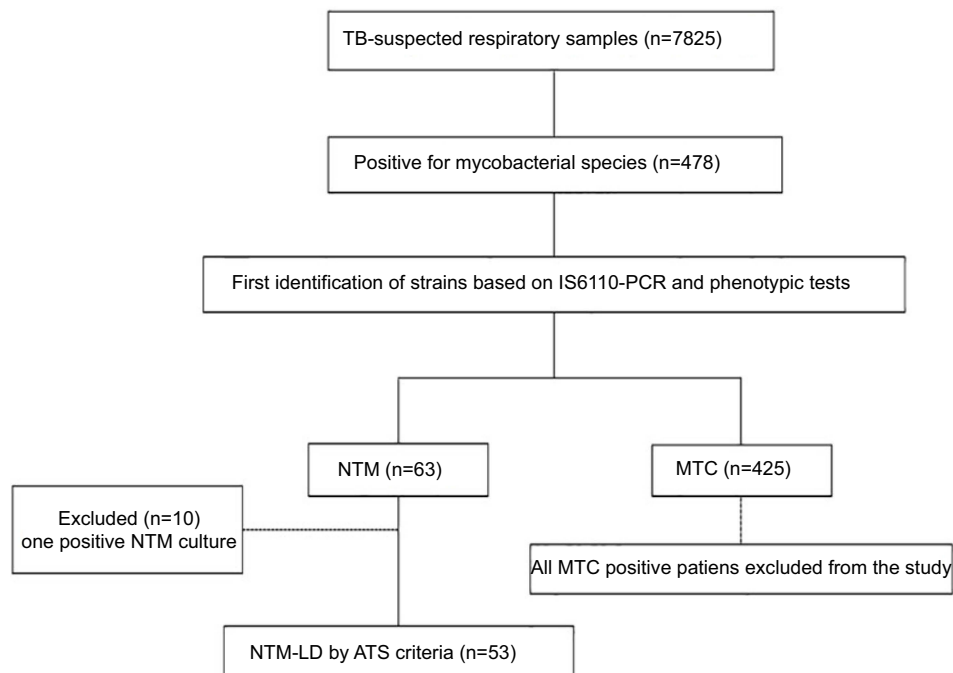 TB-suspected respiratory samples (n=7825)
Positive for mycobacterial species (n=478)
First identification of strains based on IS6110-PCR and phenotypic tests
NTM (n=63)
MTC (n=425)
Excluded (n=10)
one positive NTM culture
All MTC positive patiens excluded from the study
NTM-LD by ATS criteria (n=53)